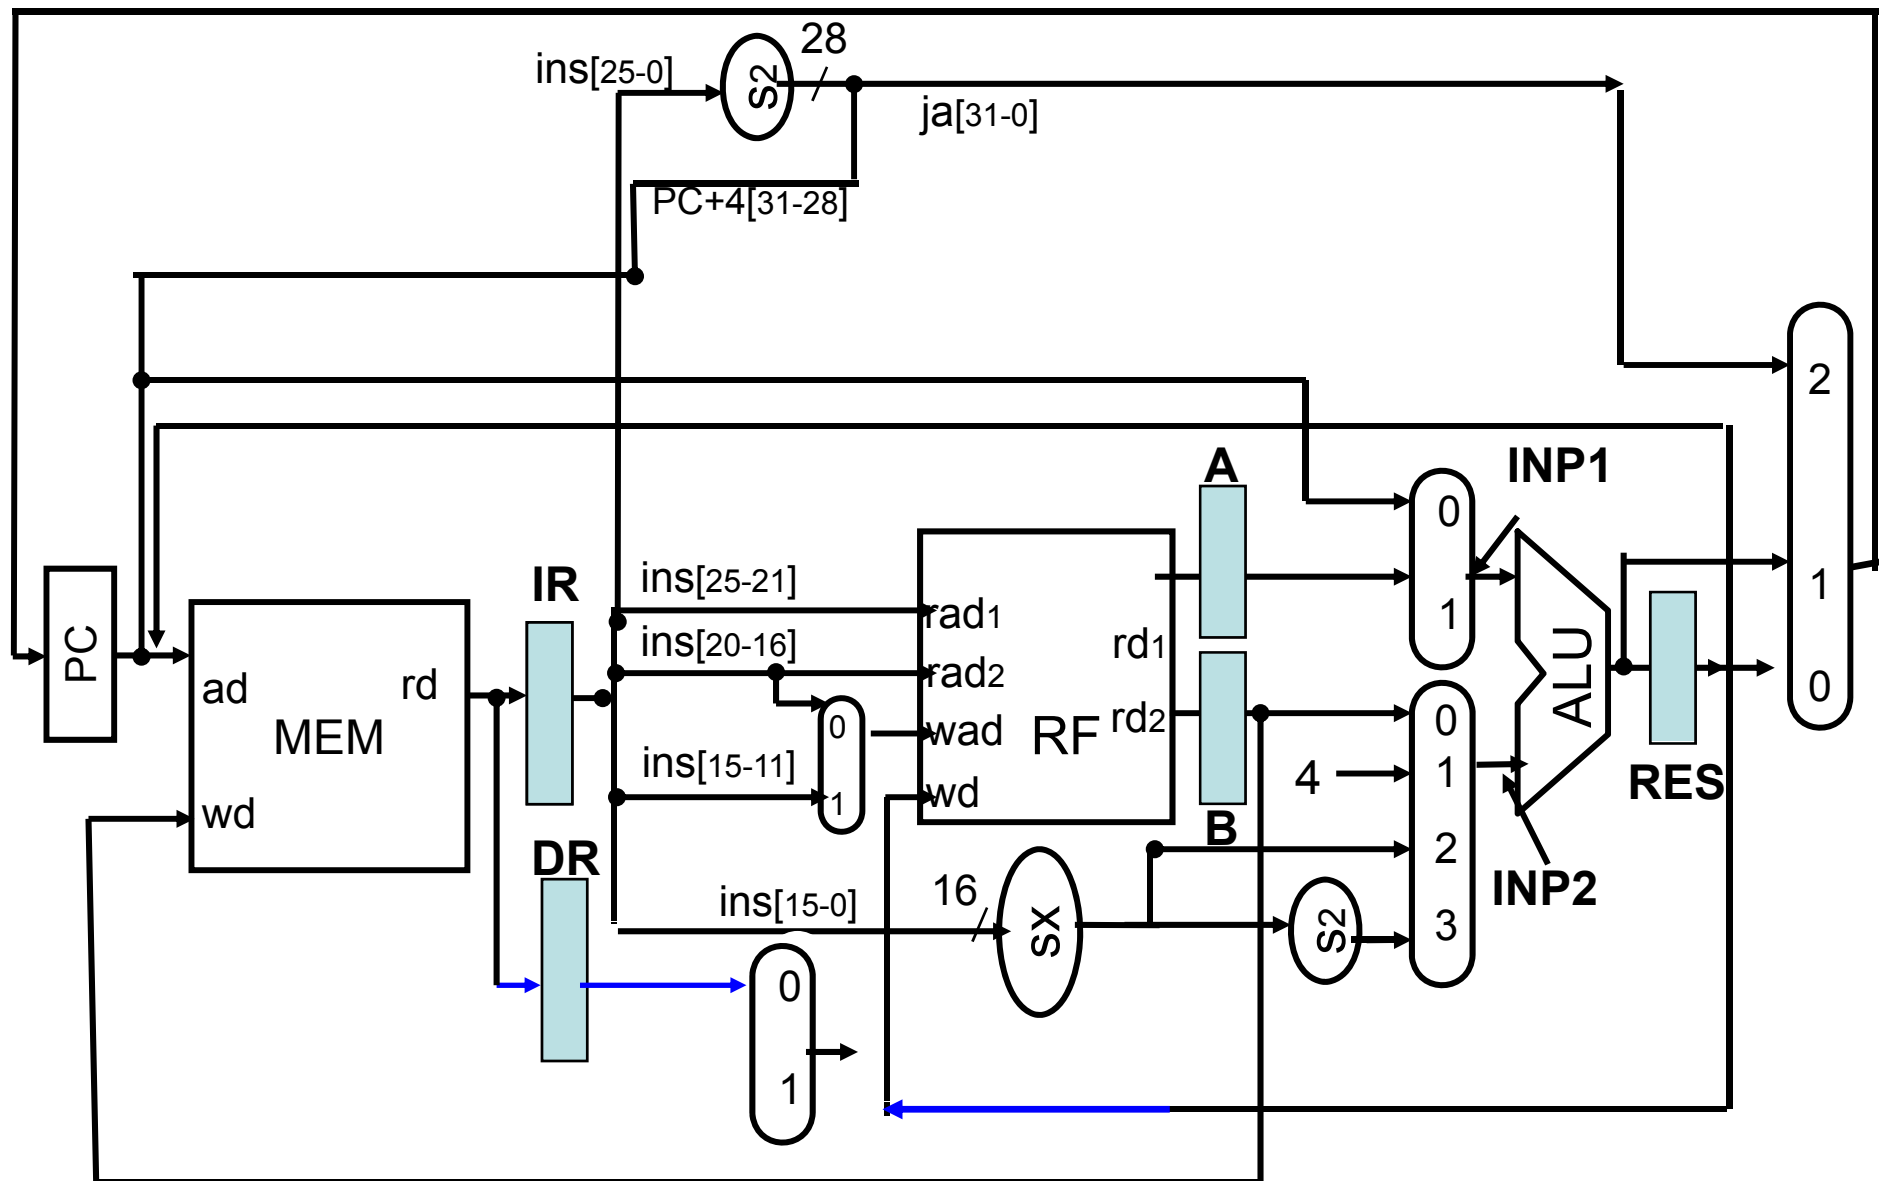 28
ins[25-0]
s2
ja[31-0]
PC+4[31-28]
2
1
0
A
INP1
0
1
IR
ins[25-21]
PC
ad
rd
MEM
wd
ins[20-16]
0
1
ins[15-11]
rad1
rad2
wad
wd
rd1
rd2
RF
B
0
1
2
3
4
ALU
RES
INP2
DR
ins[15-0]
16
sx
s2
0
1